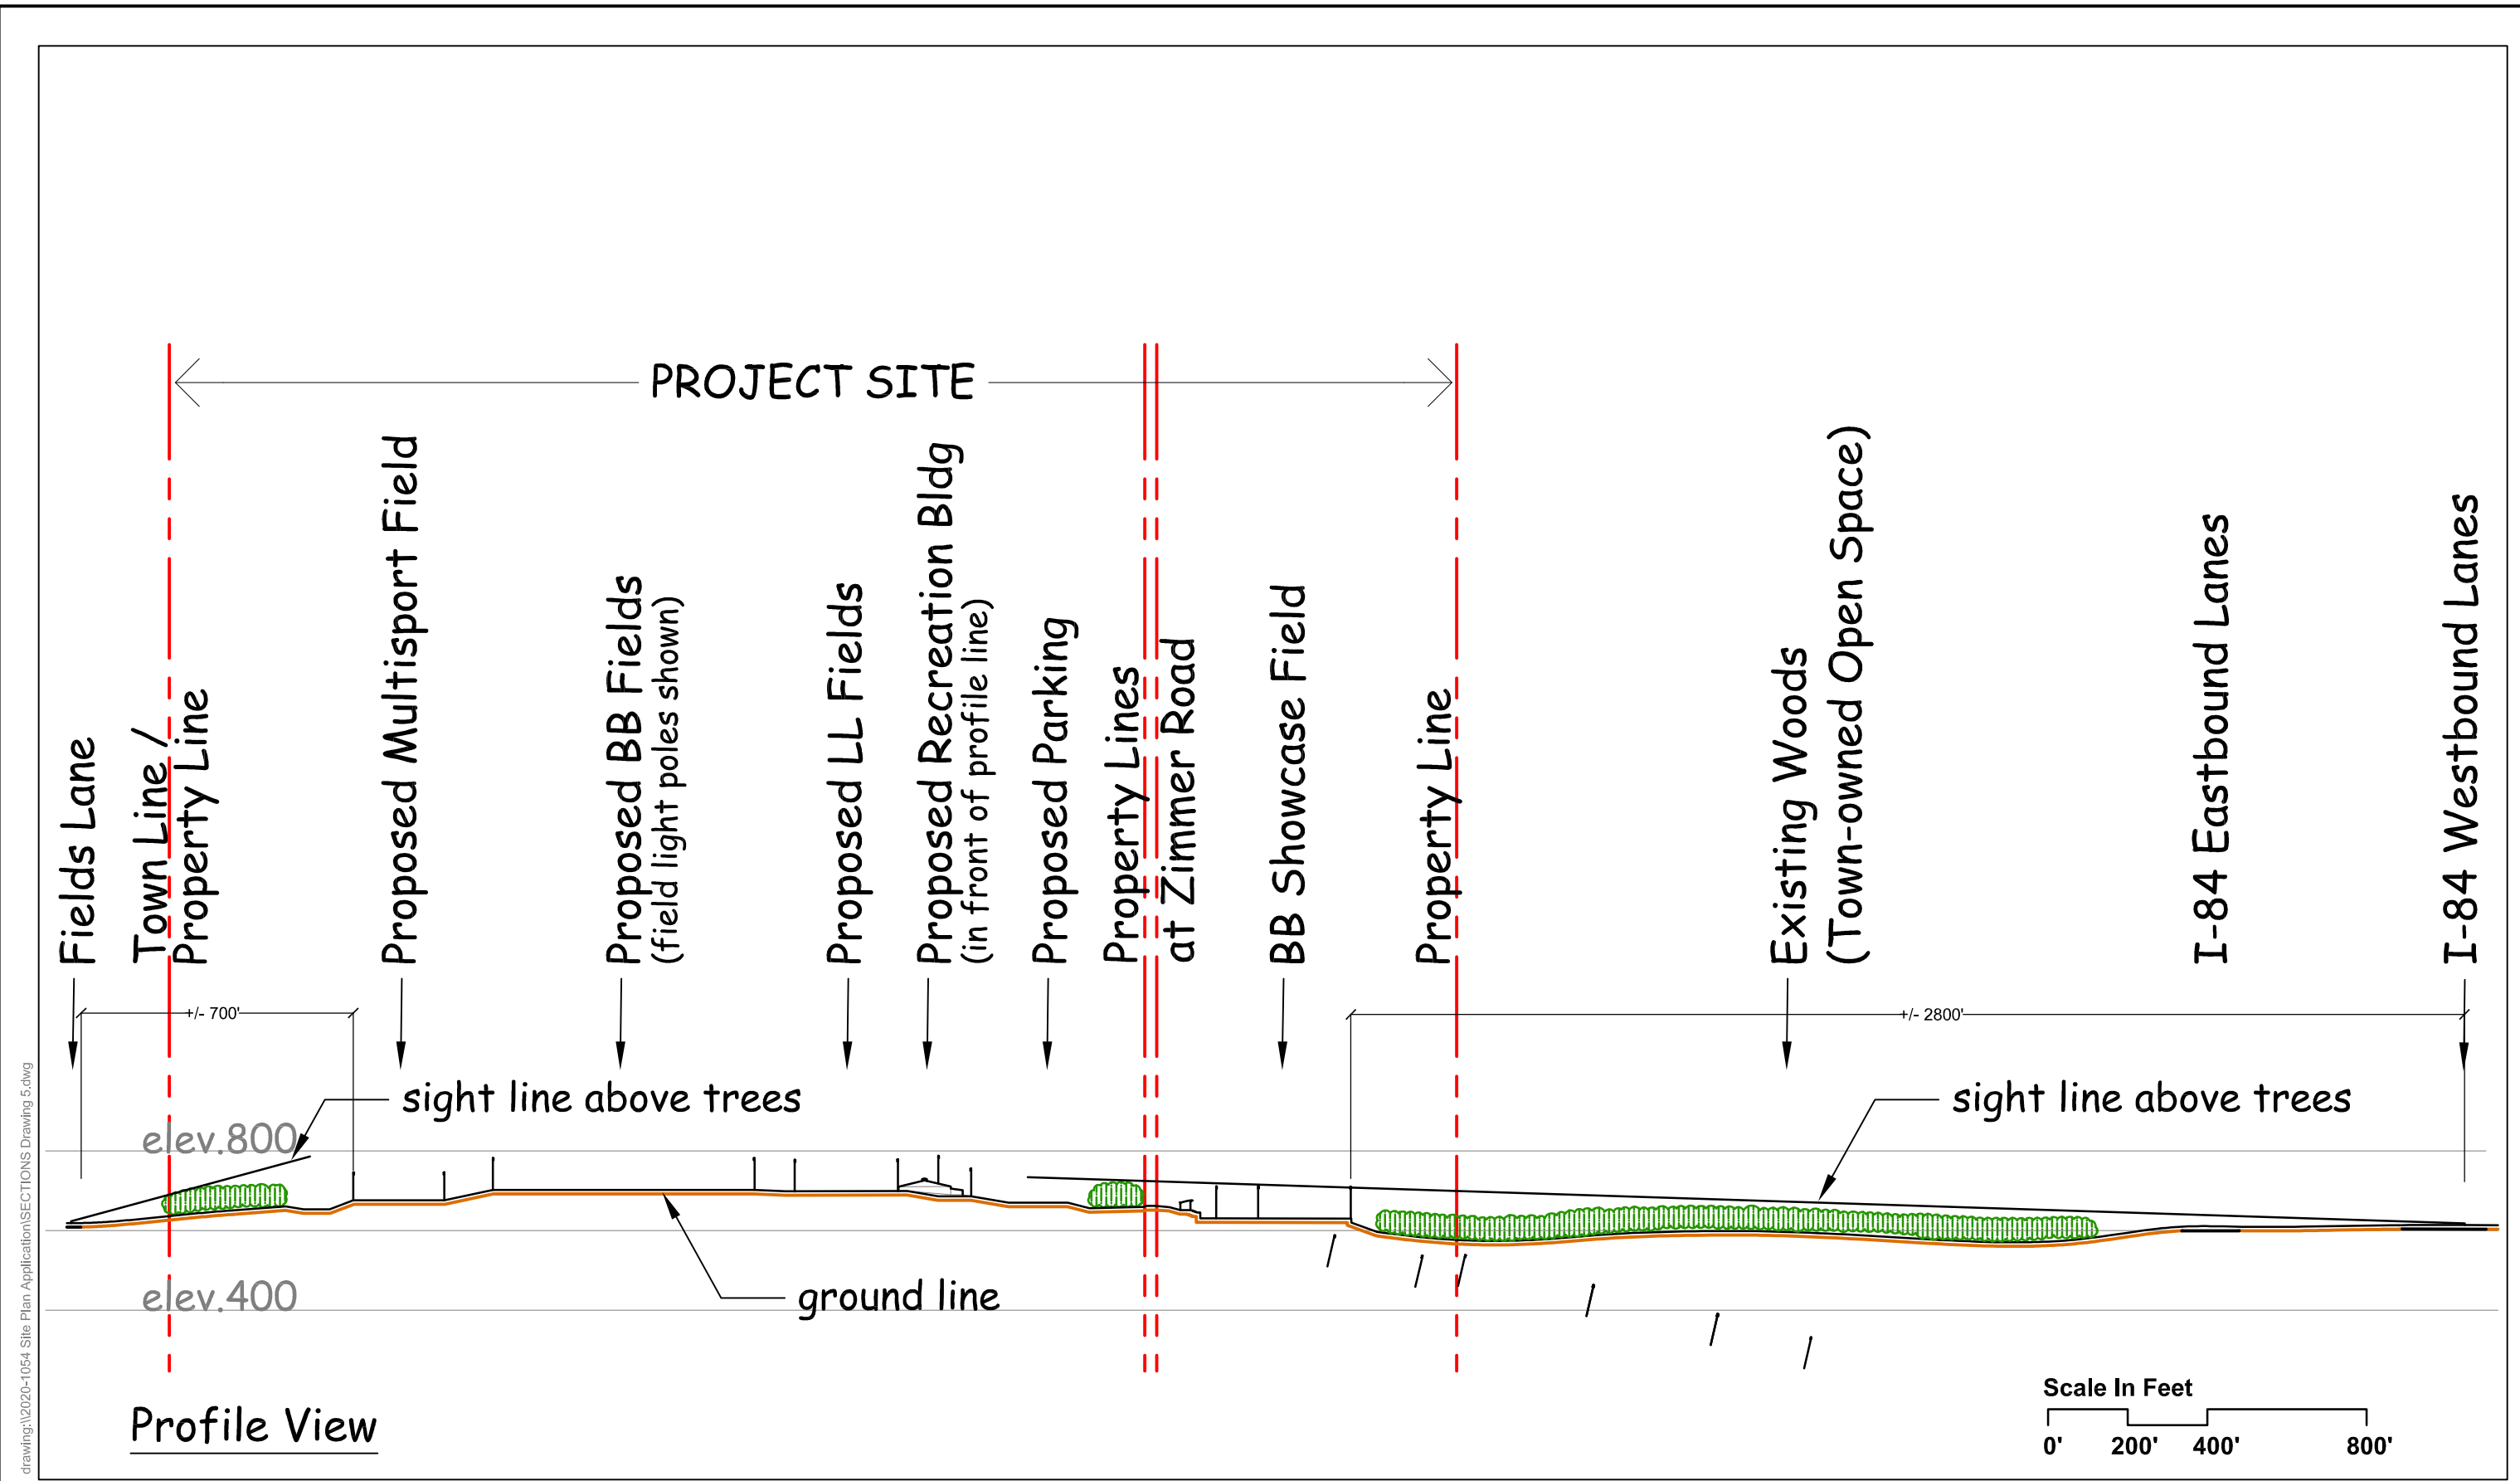 PROJECT SITE
Fields Lane
Town Line /
Property Line
Proposed Multisport Field
Proposed BB Fields
(field light poles shown)
Proposed LL Fields
Proposed Recreation Bldg
(in front of profile line)
Proposed Parking
Property Lines
at Zimmer Road
BB Showcase Field
Property Line
Existing Woods
(Town-owned Open Space)
I-84 Eastbound Lanes
I-84 Westbound Lanes
+/- 700'
+/- 2800'
sight line above trees
sight line above trees
elev.800
elev.400
ground line
Profile View
Scale In Feet
0' 200' 400' 800'
drawing:\\2020-1054 Site Plan Application\SECTIONS Drawing 5.dwg